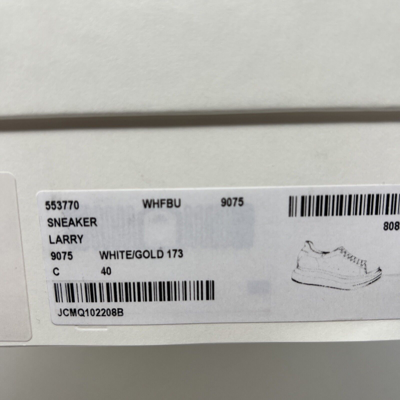 553770 WHFBU 9075
SNEAKER
LARRY
808
9075 WHITE/GOLD 173
C 40
JCMQ102208B